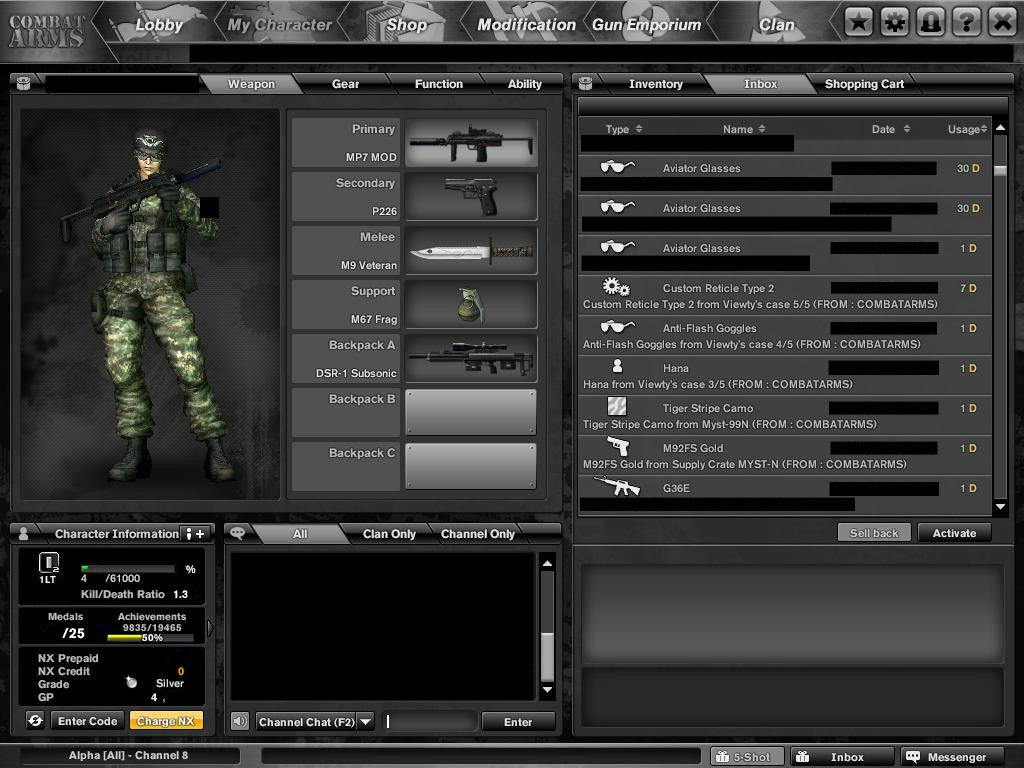 COMBAT ARMS
Lobby
My Character
Shop
Modification
Gun Emporium
Clan
Weapon
Gear
Function
Ability
Primary
MP7 MOD
Secondary
P226
Melee
M9 Veteran
Support
M67 Frag
Backpack A
DSR-1 Subsonic
Backpack B
Backpack C
Inventory
Inbox
Shopping Cart
Type Name Date Usage
Aviator Glasses 30 D
Aviator Glasses 30 D
Aviator Glasses 1 D
Custom Reticle Type 2 7 D
Custom Reticle Type 2 from Viewty's case 5/5 (FROM : COMBATARMS)
Anti-Flash Goggles 1 D
Anti-Flash Goggles from Viewty's case 4/5 (FROM : COMBATARMS)
Hana 1 D
Hana from Viewty's case 3/5 (FROM : COMBATARMS)
Tiger Stripe Camo 1 D
Tiger Stripe Camo from Myst-99N (FROM : COMBATARMS)
M92FS Gold 1 D
M92FS Gold from Supply Crate MYST-N (FROM : COMBATARMS)
G36E 1 D
Sell back
Activate
Character Information
1LT
%
4 /61000
Kill/Death Ratio 1.3
Medals
/25
Achievements
9835/19465
50%
NX Prepaid
NX Credit 0
Grade Silver
GP 4 ,
Enter Code
Charge NX
All
Clan Only
Channel Only
Channel Chat (F2)
Enter
Alpha [All] - Channel 8
5-Shot
Inbox
Messenger